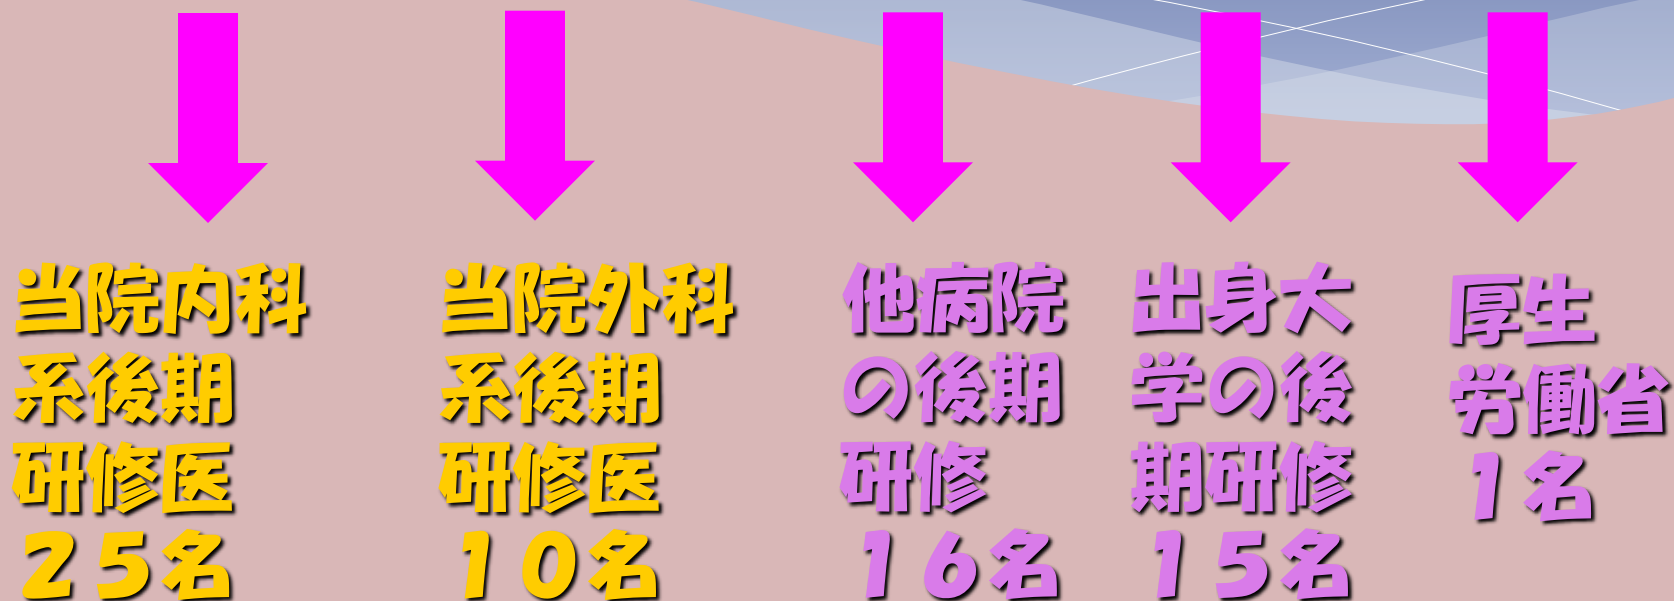 当院内科
系後期
研修医
２５名
当院外科
系後期
研修医
１０名
他病院
の後期
研修
１６名
出身大
学の後
期研修
１５名
厚生
労働省
１名